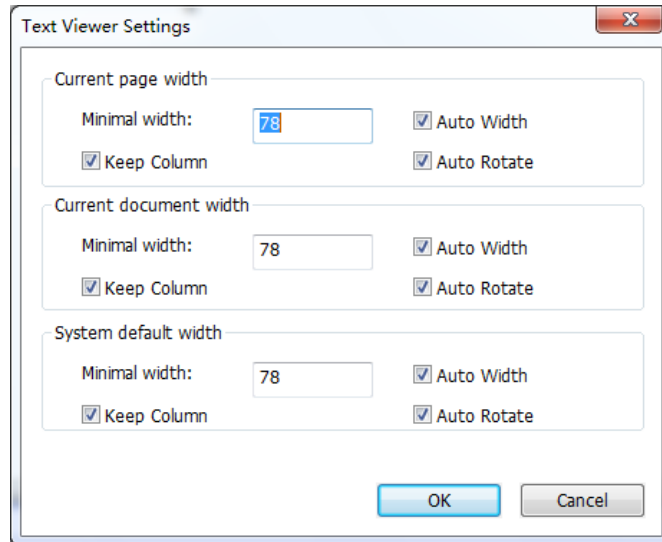 Text Viewer Settings
Current page width
Minimal width: 78 Auto Width
Keep Column Auto Rotate
Current document width
Minimal width: 78 Auto Width
Keep Column Auto Rotate
System default width
Minimal width: 78 Auto Width
Keep Column Auto Rotate
OK Cancel